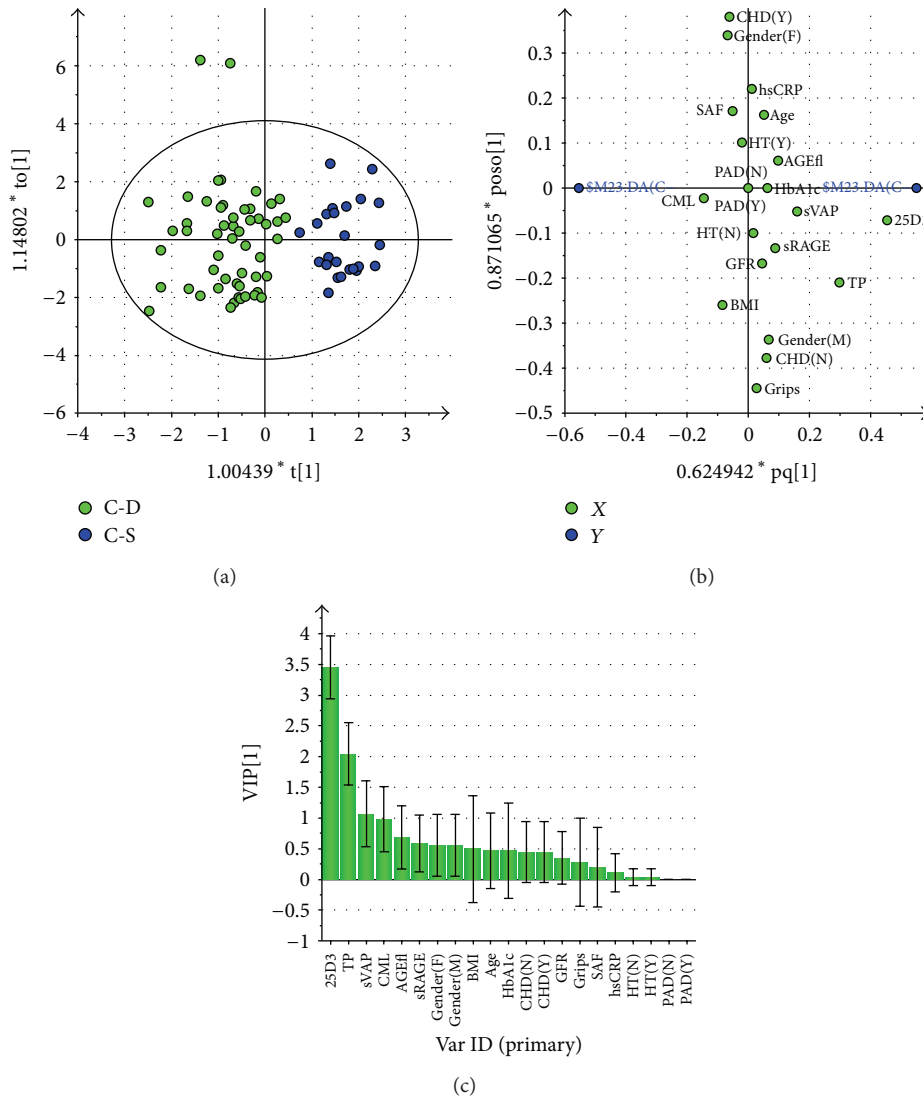 6
4
2
0
−2
−4
−6
−4 −3 −2 −1 0 1 2 3
1.14802 * to[1]
1.00439 * t[1]
C-D
C-S
(a)
0.3
0.2
0.1
0
−0.1
−0.2
−0.3
−0.4
−0.5
−0.6 −0.4 −0.2 0 0.2 0.4
0.871065 * poso[1]
0.624942 * pq[1]
CHD(Y)
Gender(F)
hsCRP
SAF
Age
HT(Y)
AGEfl
PAD(N)
$M23.DA(C
HbA1c
$M23.DA(C
CML
PAD(Y)
sVAP
25D
HT(N)
sRAGE
GFR
TP
BMI
Gender(M)
CHD(N)
Grips
X
Y
(b)
4
3.5
3
2
1.5
1
0.5
0
−0.5
−1
VIP[1]
25D3
TP
sVAP
CML
AGEfl
sRAGE
Gender(F)
Gender(M)
BMI
Age
HbA1c
CHD(N)
CHD(Y)
GFR
Grips
SAF
hsCRP
HT(N)
HT(Y)
PAD(N)
PAD(Y)
Var ID (primary)
(c)